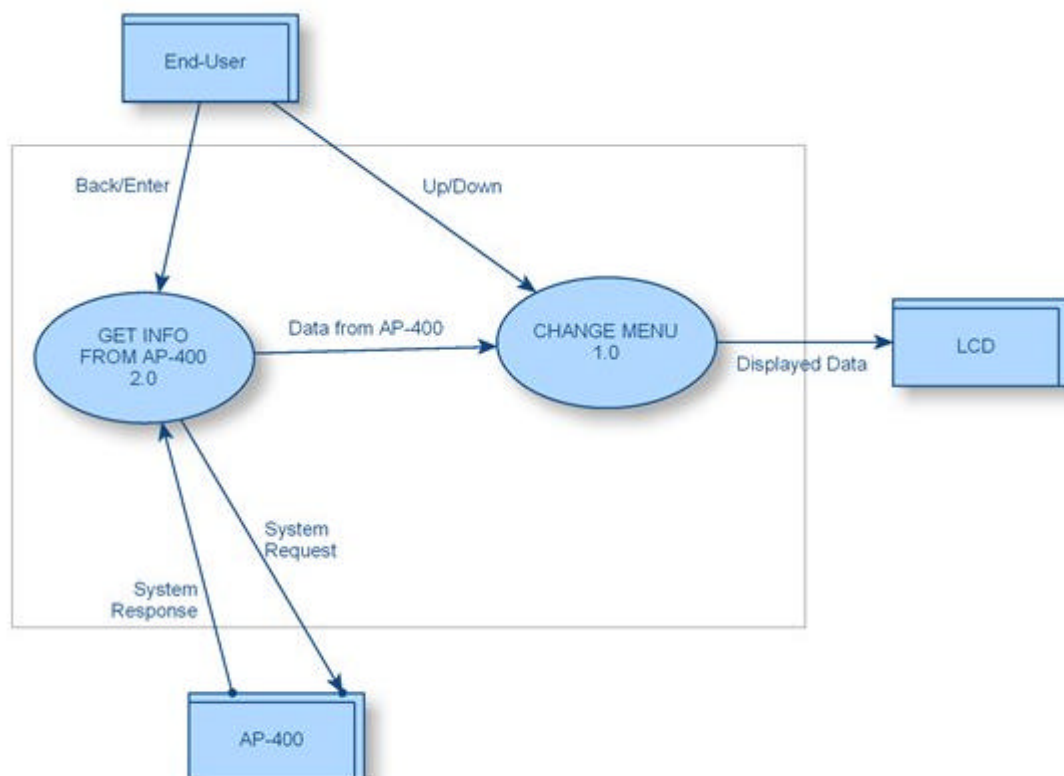 End-User
Back/Enter
Up/Down
GET INFO
FROM AP-400
2.0
Data from AP-400
CHANGE MENU
1.0
Displayed Data
LCD
System
Request
System
Response
AP-400